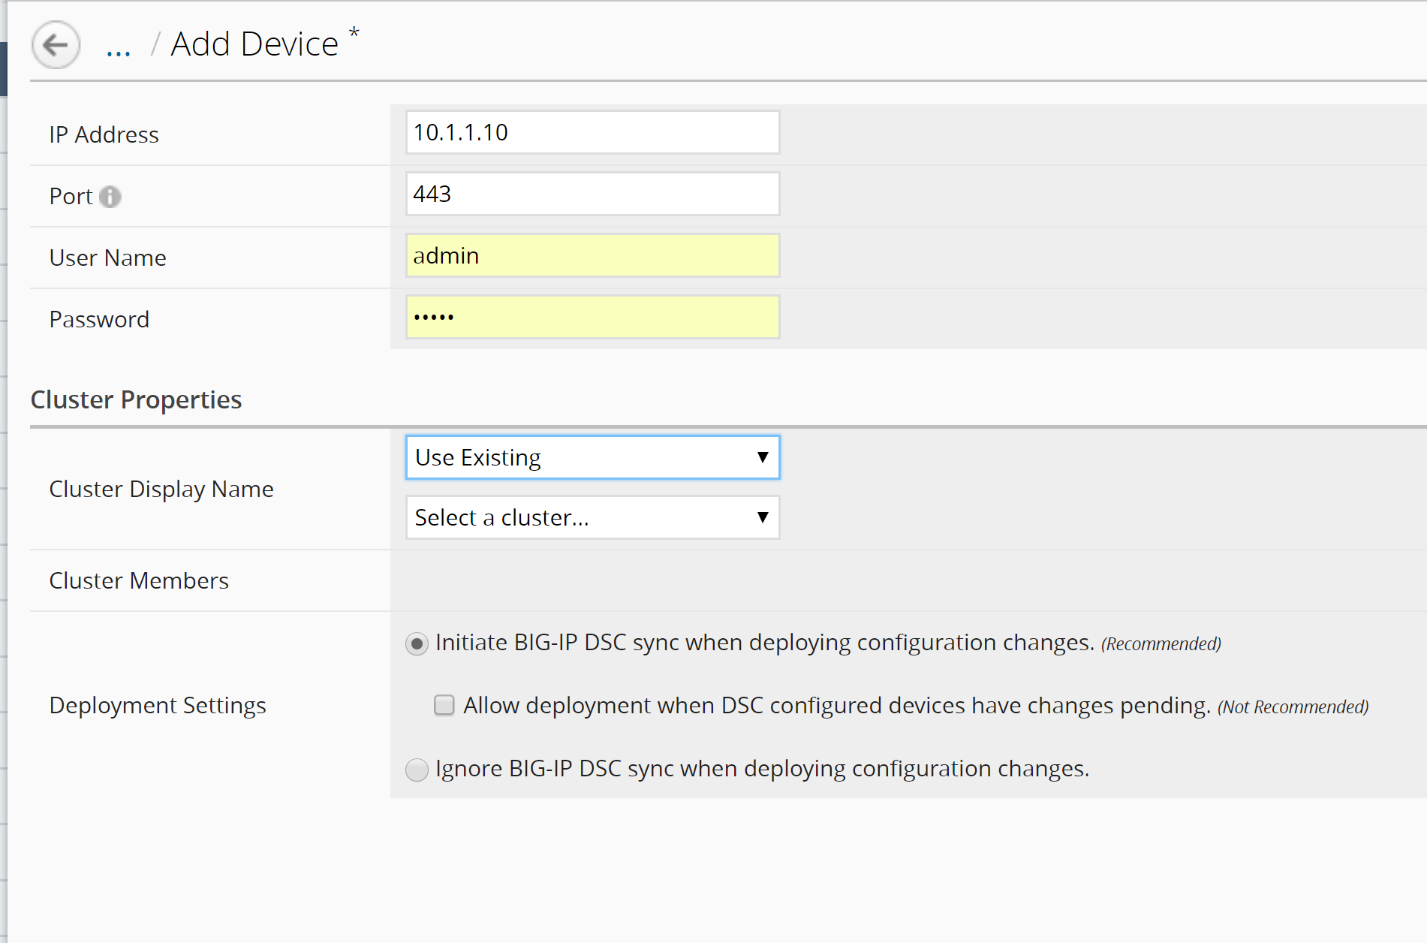 ... / Add Device *
IP Address
10.1.1.10
Port
443
User Name
admin
Password
•••••
Cluster Properties
Cluster Display Name
Use Existing
Select a cluster...
Cluster Members
Deployment Settings
Initiate BIG-IP DSC sync when deploying configuration changes. (Recommended)
Allow deployment when DSC configured devices have changes pending. (Not Recommended)
Ignore BIG-IP DSC sync when deploying configuration changes.